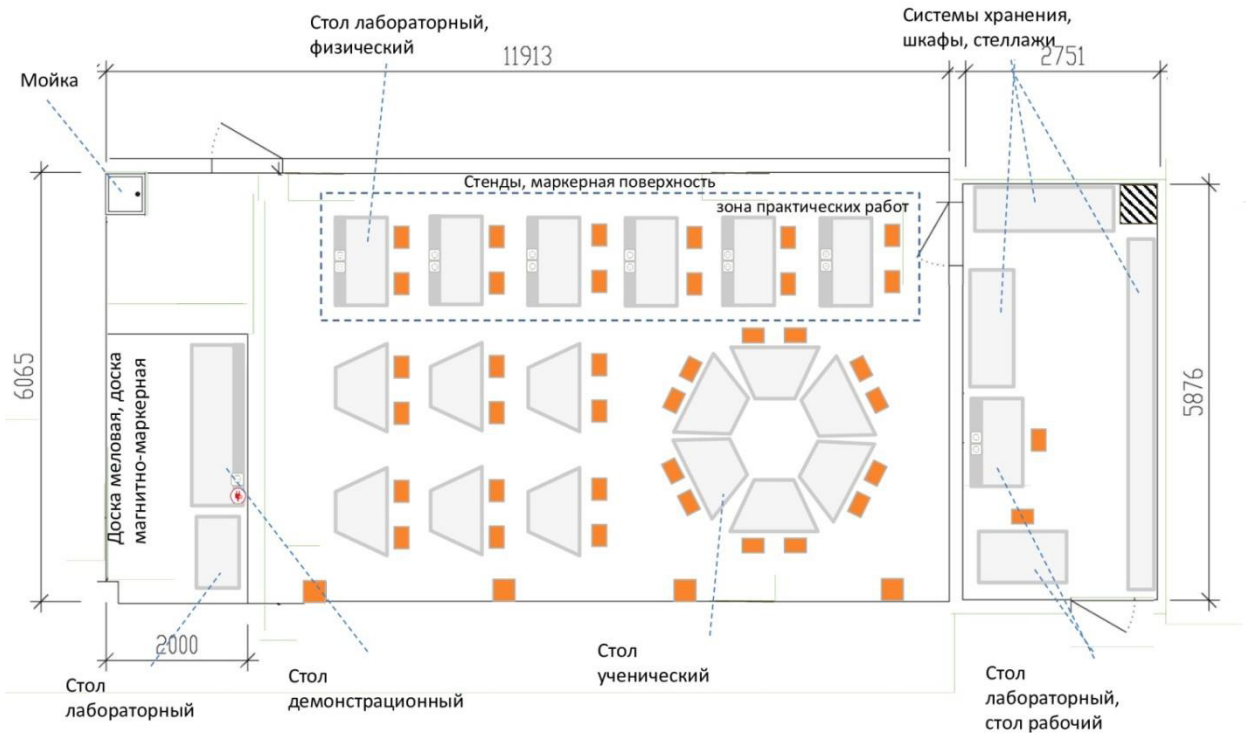 Стол лабораторный,
физический
Системы хранения,
шкафы, стеллажи
11913
2751
Мойка
Стенды, маркерная поверхность
зона практических работ
6065
Доска меловая, доска
магнитно-маркерная
5876
2000
Стол
лабораторный
Стол
демонстрационный
Стол
ученический
Стол
лабораторный,
стол рабочий